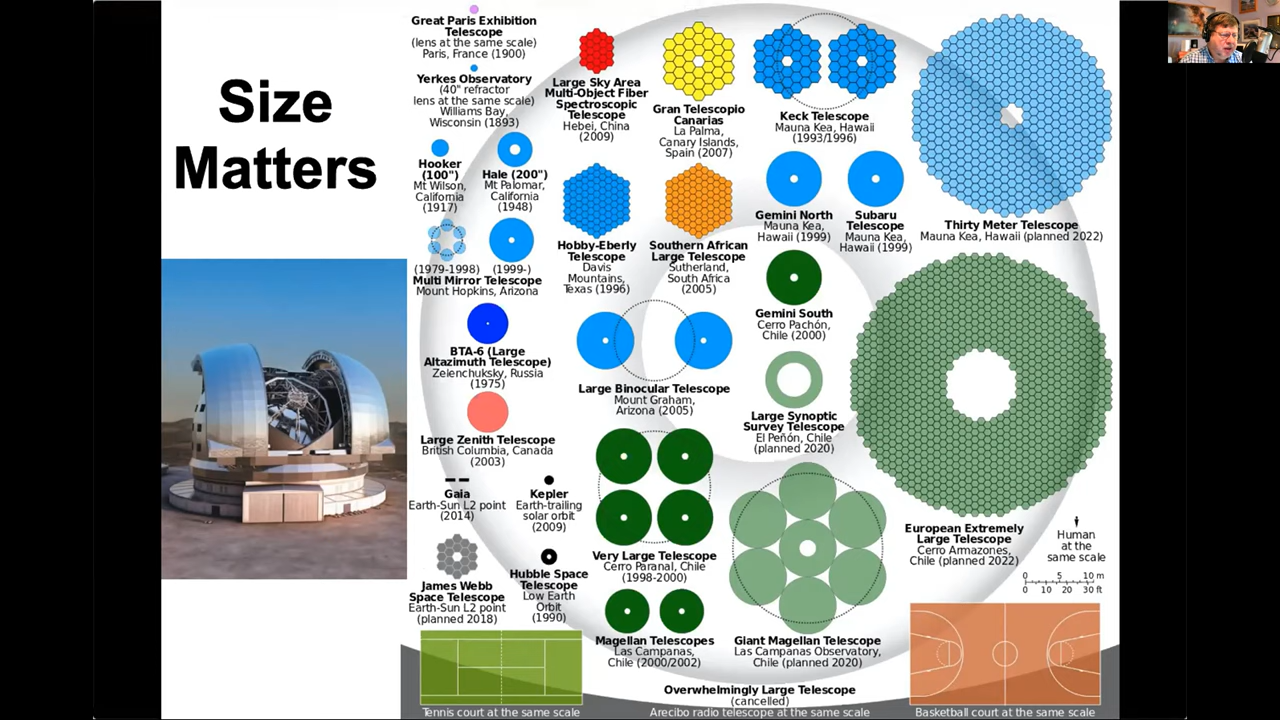 Size
Matters
Great Paris Exhibition
Telescope
(lens at the same scale)
Paris, France (1900)
Yerkes Observatory
(40" refractor
lens at the same scale)
Williams Bay,
Wisconsin (1893)
Hooker
(100")
Mt Wilson,
California
(1917)
Hale (200")
Mt Palomar,
California
(1948)
(1979-1998)
(1999-)
Multi Mirror Telescope
Mount Hopkins, Arizona
BTA-6 (Large
Altazimuth Telescope)
Zelenchuksky, Russia
(1975)
Large Zenith Telescope
British Columbia, Canada
(2003)
Gaia
Earth-Sun L2 point
(2014)
Kepler
Earth-trailing
solar orbit
(2009)
James Webb
Space Telescope
Earth-Sun L2 point
(planned 2018)
Hubble Space
Telescope
Low Earth
Orbit
(1990)
Tennis court at the same scale
Large Sky Area
Multi-Object Fiber
Spectroscopic
Telescope
Hebei, China
(2009)
Gran Telescopio
Canarias
La Palma,
Canary Islands,
Spain (2007)
Hobby-Eberly
Telescope
Davis
Mountains,
Texas (1996)
Southern African
Large Telescope
Sutherland,
South Africa
(2005)
Large Binocular Telescope
Mount Graham,
Arizona (2005)
Very Large Telescope
Cerro Paranal, Chile
(1998-2000)
Magellan Telescopes
Las Campanas,
Chile (2000/2002)
Keck Telescope
Mauna Kea, Hawaii
(1993/1996)
Gemini North
Mauna Kea,
Hawaii (1999)
Subaru
Telescope
Mauna Kea,
Hawaii (1999)
Gemini South
Cerro Pachón,
Chile (2000)
Large Synoptic
Survey Telescope
El Peñón, Chile
(planned 2020)
Giant Magellan Telescope
Las Campanas Observatory,
Chile (planned 2020)
Overwhelmingly Large Telescope
(cancelled)
Arecibo radio telescope at the same scale
Thirty Meter Telescope
Mauna Kea, Hawaii (planned 2022)
European Extremely
Large Telescope
Cerro Armazones,
Chile (planned 2022)
Human
at the
same scale
0 5 10 m
0 10 20 30 ft
Basketball court at the same scale